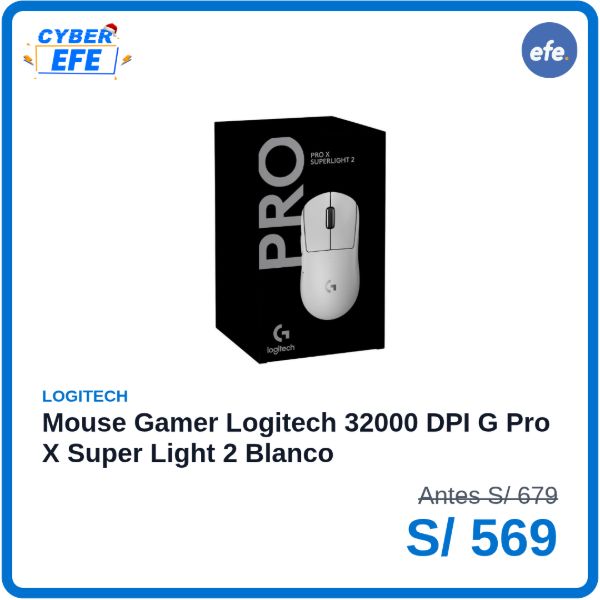 CYBER
EFE
efe.
PRO
PRO X
SUPERLIGHT 2
G
logitech
LOGITECH
Mouse Gamer Logitech 32000 DPI G Pro
X Super Light 2 Blanco
Antes S/ 679
S/ 569